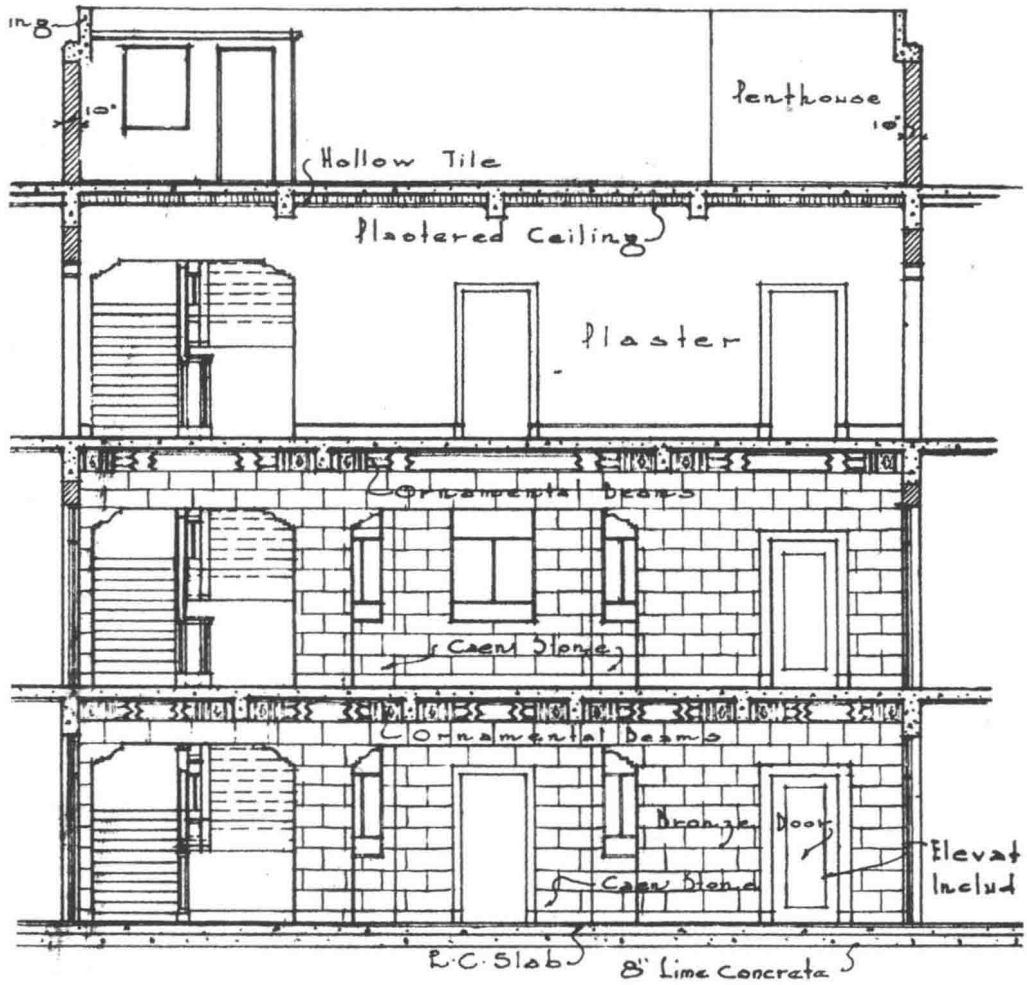 ing
10"
Penthouse
10"
Hollow Tile
Plastered Ceiling
Plaster
Ornamental Beams
Caen Stone
Ornamental Beams
Bronze Door
Elevat
Includ
Caen Stone
R.C. Slab
8" Lime Concrete